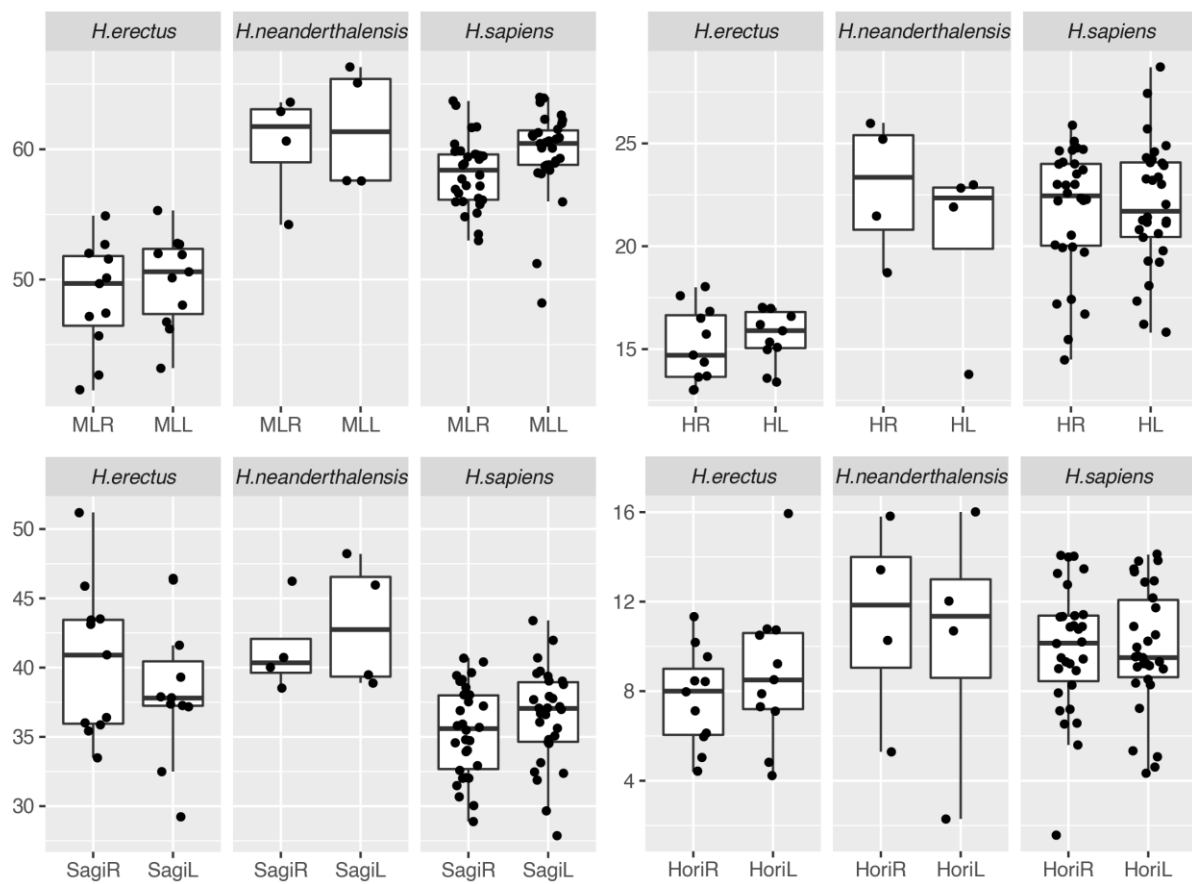 H.erectus H.neanderthalensis H.sapiens
60
50
MLR MLL MLR MLL MLR MLL
H.erectus H.neanderthalensis H.sapiens
25
20
15
HR HL HR HL HR HL
H.erectus H.neanderthalensis H.sapiens
50
45
40
35
30
SagiR SagiL SagiR SagiL SagiR SagiL
H.erectus H.neanderthalensis H.sapiens
16
12
8
4
HoriR HoriL HoriR HoriL HoriR HoriL